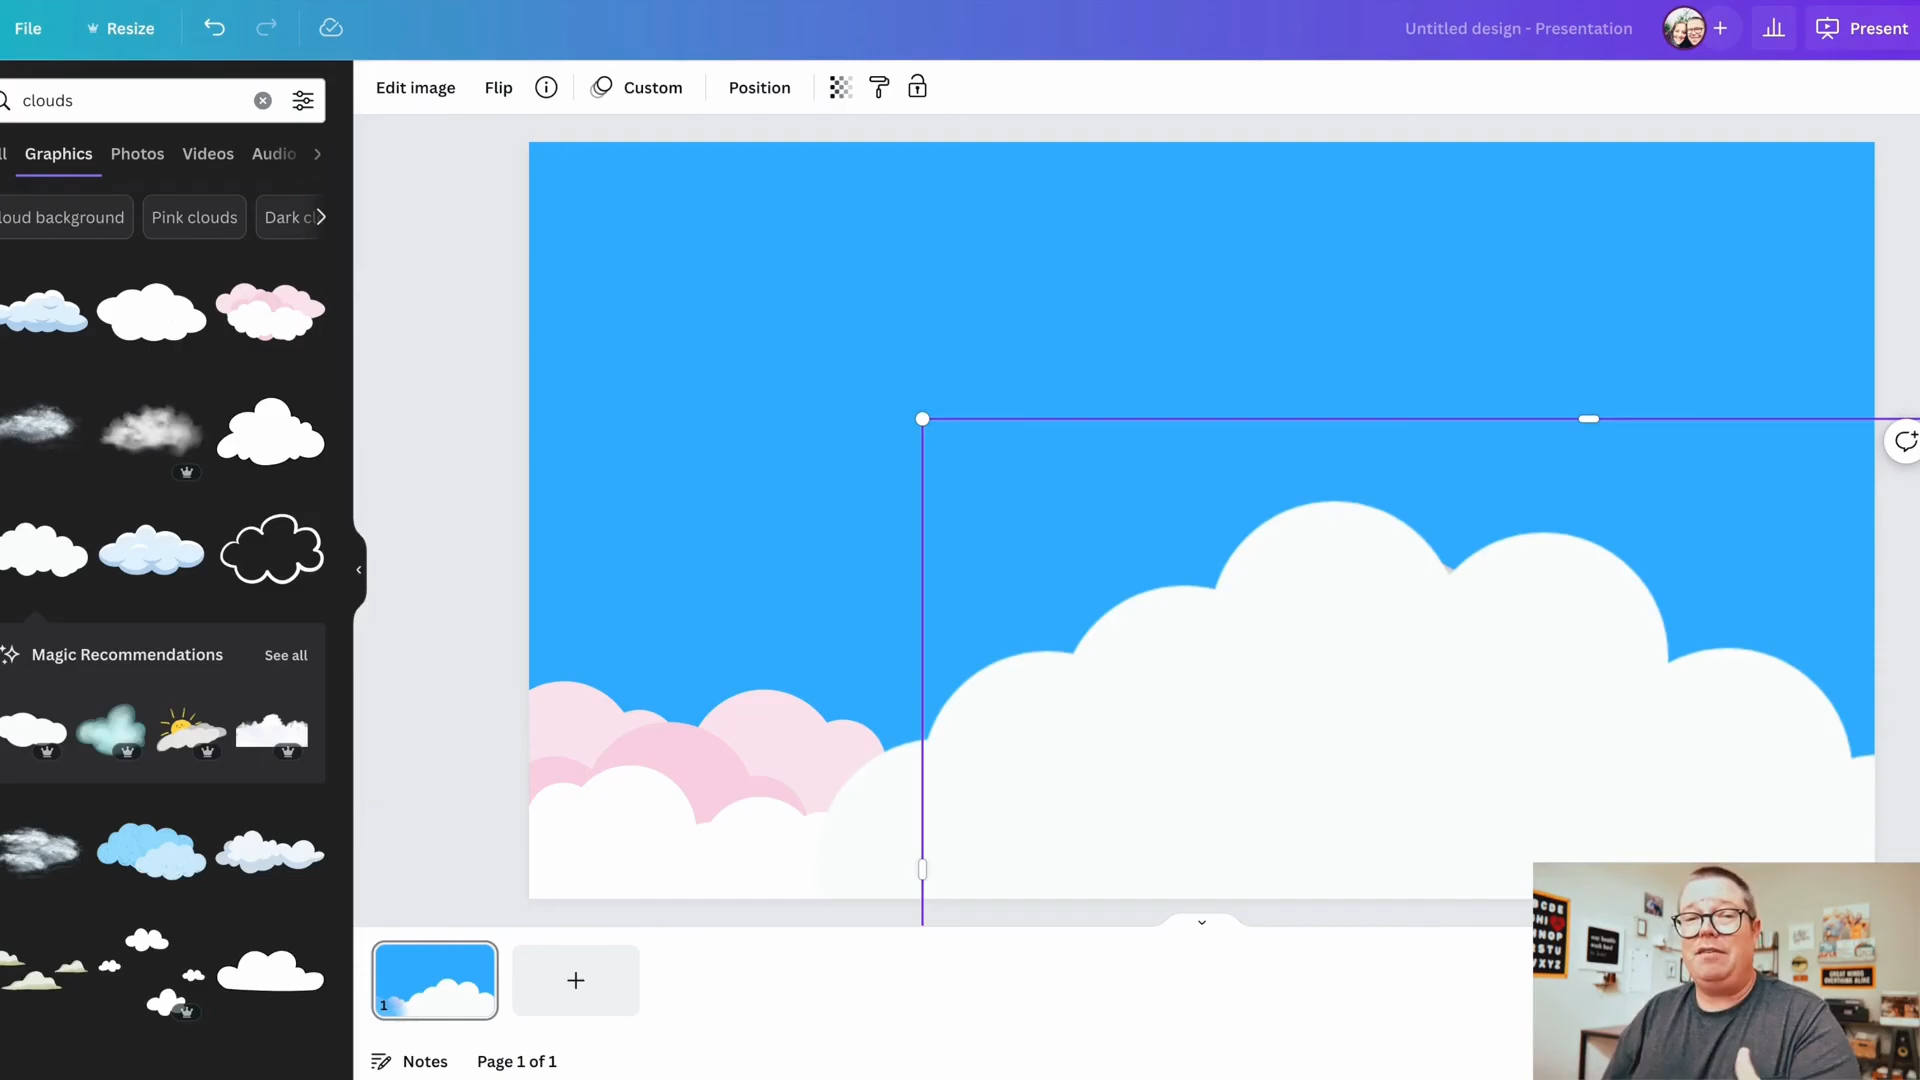 File
Resize
Untitled design - Presentation
Present
clouds
Edit image
Flip
Custom
Position
Graphics
Photos
Videos
Audio
loud background
Pink clouds
Dark c
Magic Recommendations
See all
1
Notes
Page 1 of 1